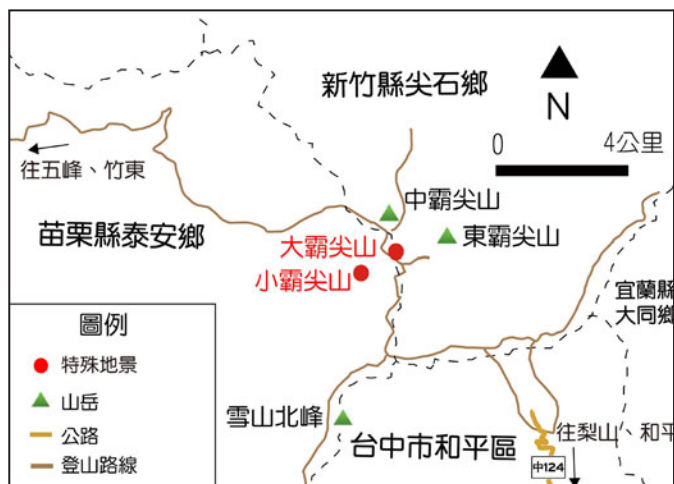 新竹縣尖石鄉
N
0 4公里
往五峰、竹東
中霸尖山
苗栗縣泰安鄉
東霸尖山
大霸尖山
小霸尖山
宜蘭縣
大同鄉
圖例
特殊地景
山岳
公路
登山路線
雪山北峰
台中市和平區
往梨山、和平
中124